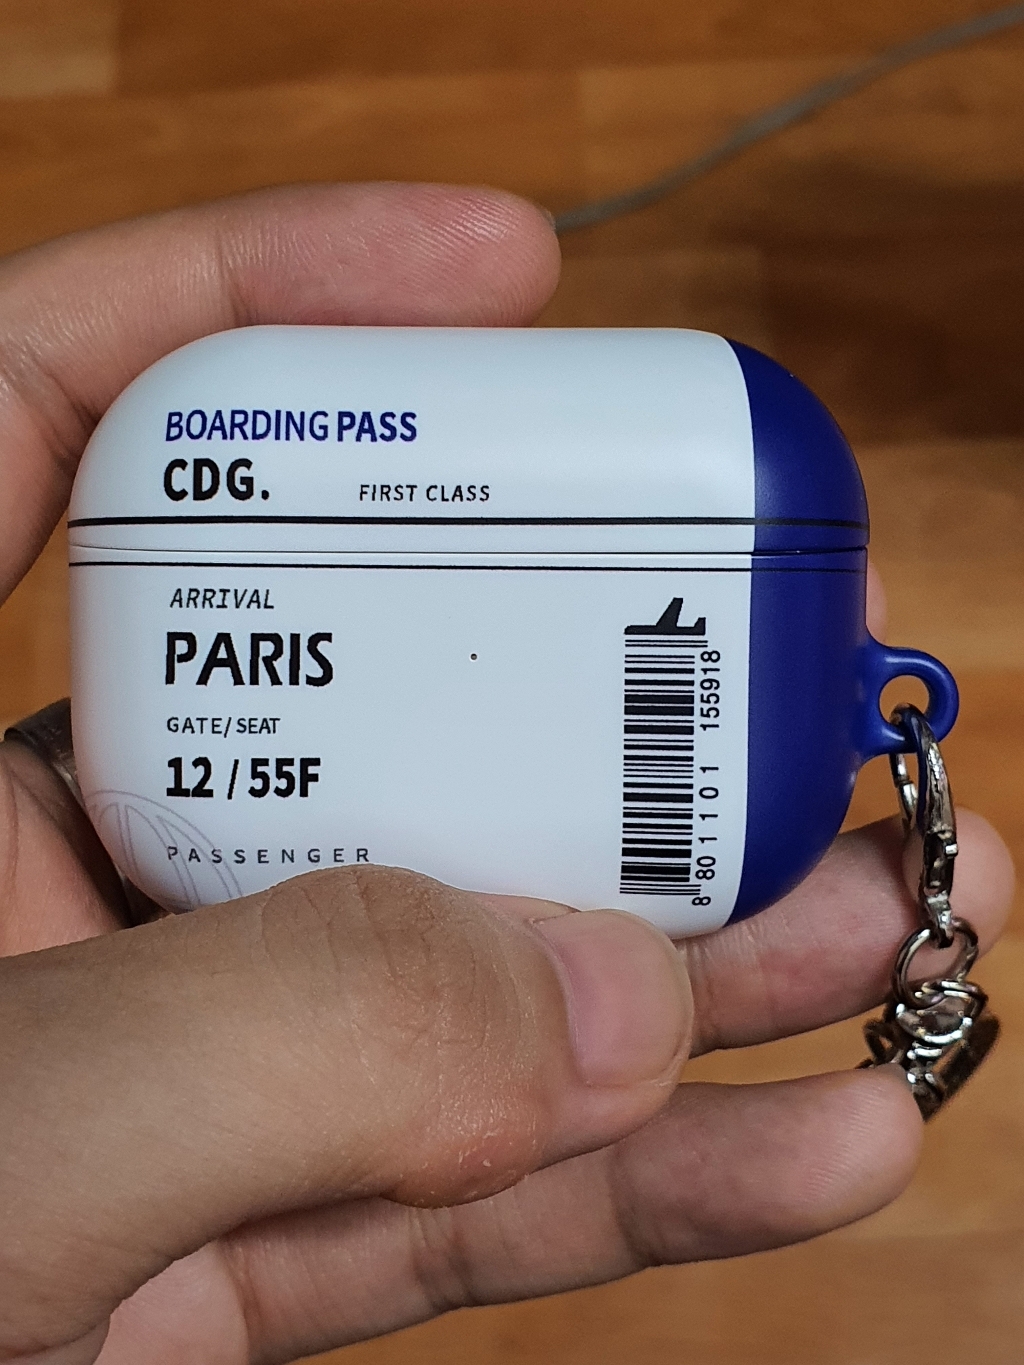 BOARDING PASS
CDG. FIRST CLASS
ARRIVAL
PARIS
GATE/SEAT
12 / 55F
PASSENGER
8 801101 155918